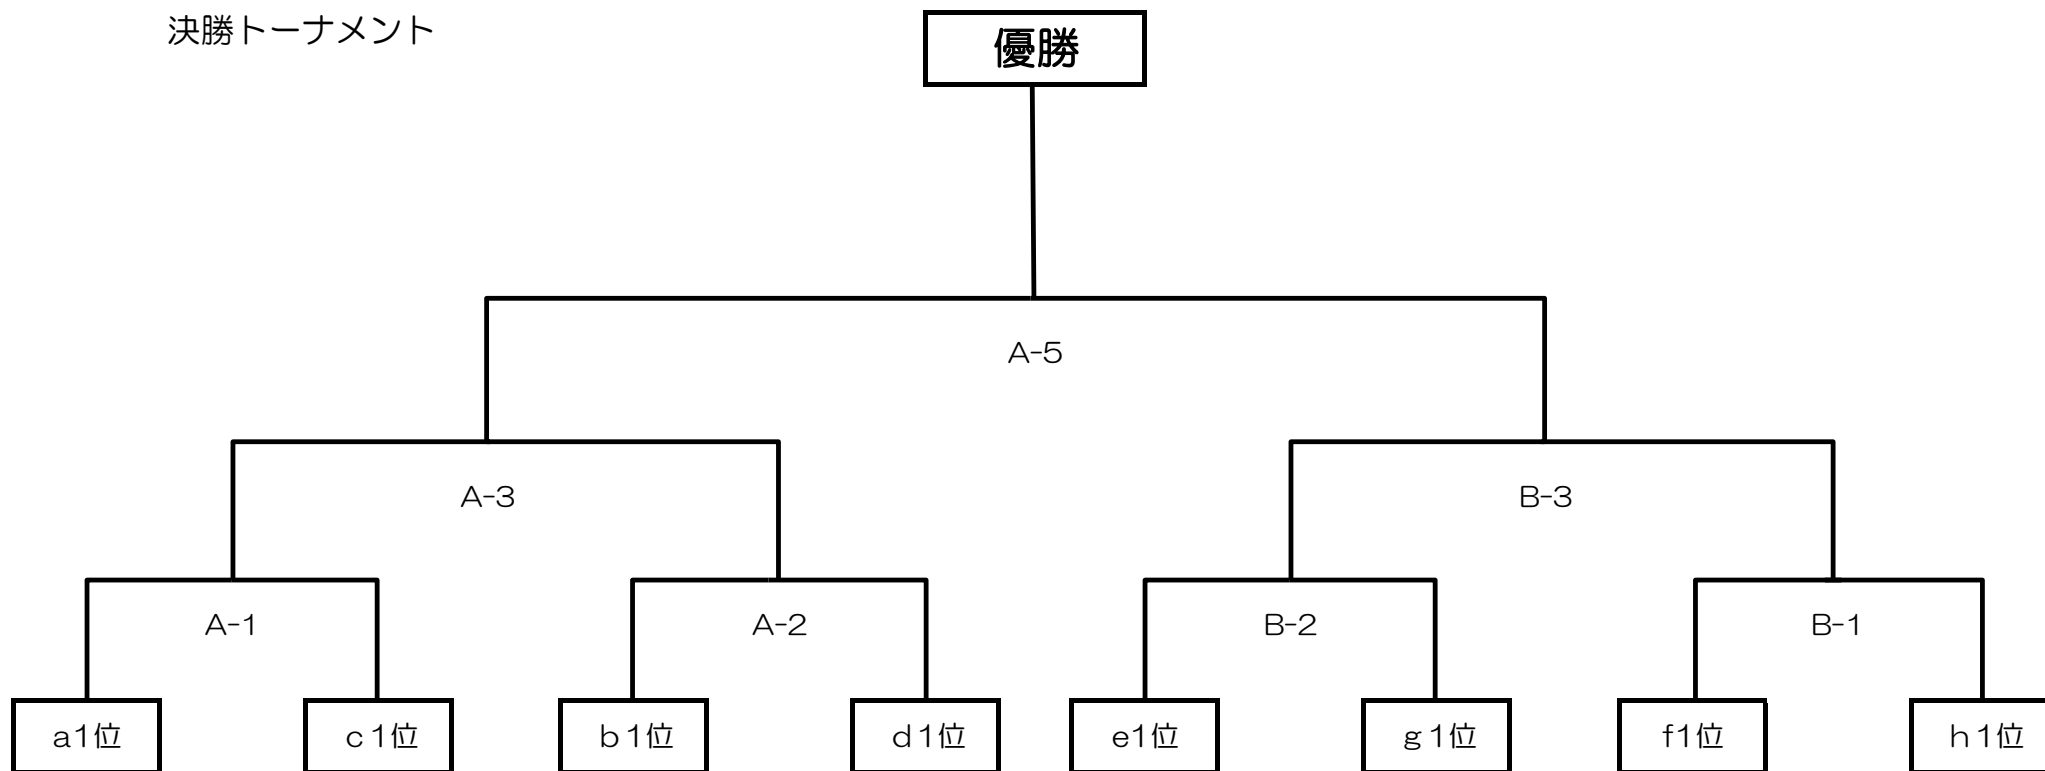 決勝トーナメント
優勝
A-5
A-3
B-3
A-1
A-2
B-2
B-1
a1位
c1位
b1位
d1位
e1位
g1位
f1位
h1位